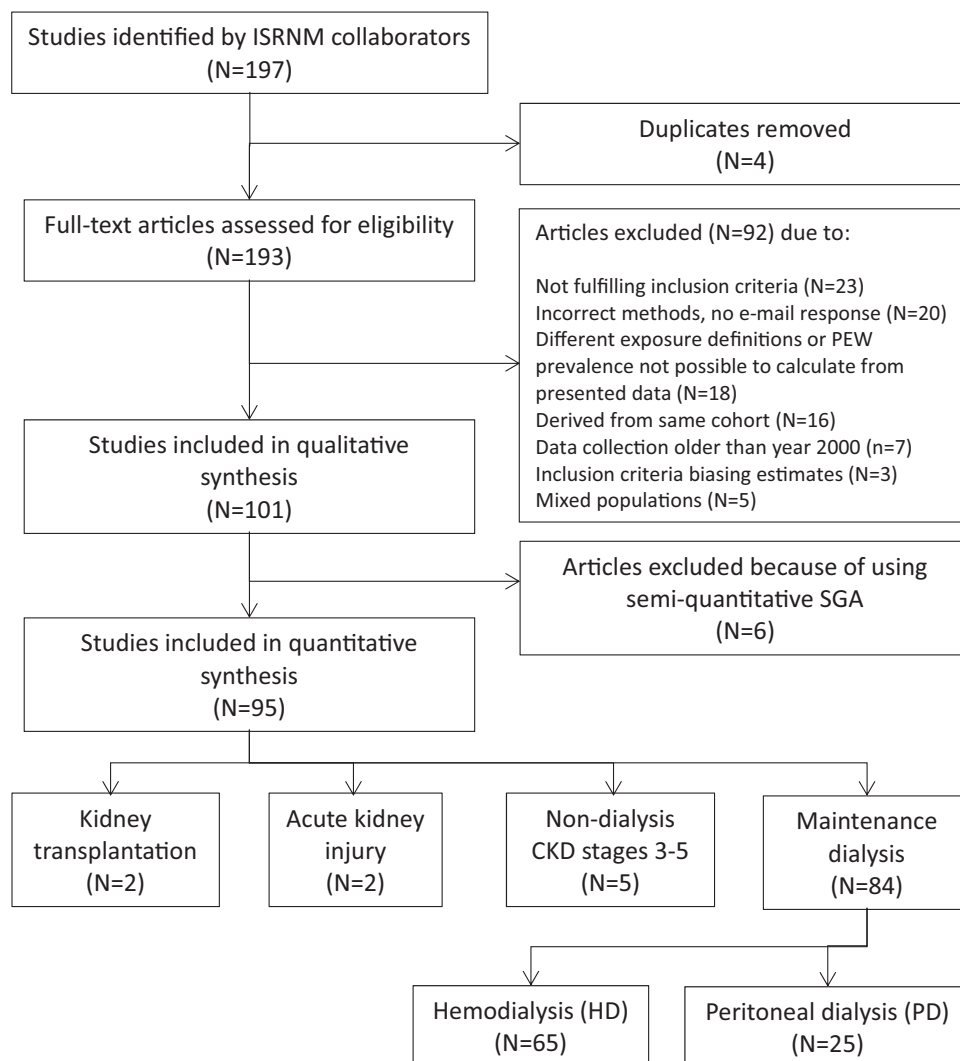 Studies identified by ISRNM collaborators
(N=197)
Duplicates removed
(N=4)
Full-text articles assessed for eligibility
(N=193)
Articles excluded (N=92) due to:
Not fulfilling inclusion criteria (N=23)
Incorrect methods, no e-mail response (N=20)
Different exposure definitions or PEW
prevalence not possible to calculate from
presented data (N=18)
Derived from same cohort (N=16)
Data collection older than year 2000 (n=7)
Inclusion criteria biasing estimates (N=3)
Mixed populations (N=5)
Studies included in qualitative
synthesis
(N=101)
Articles excluded because of using
semi-quantitative SGA
(N=6)
Studies included in quantitative
synthesis
(N=95)
Kidney
transplantation
(N=2)
Acute kidney
injury
(N=2)
Non-dialysis
CKD stages 3-5
(N=5)
Maintenance
dialysis
(N=84)
Hemodialysis (HD)
(N=65)
Peritoneal dialysis (PD)
(N=25)